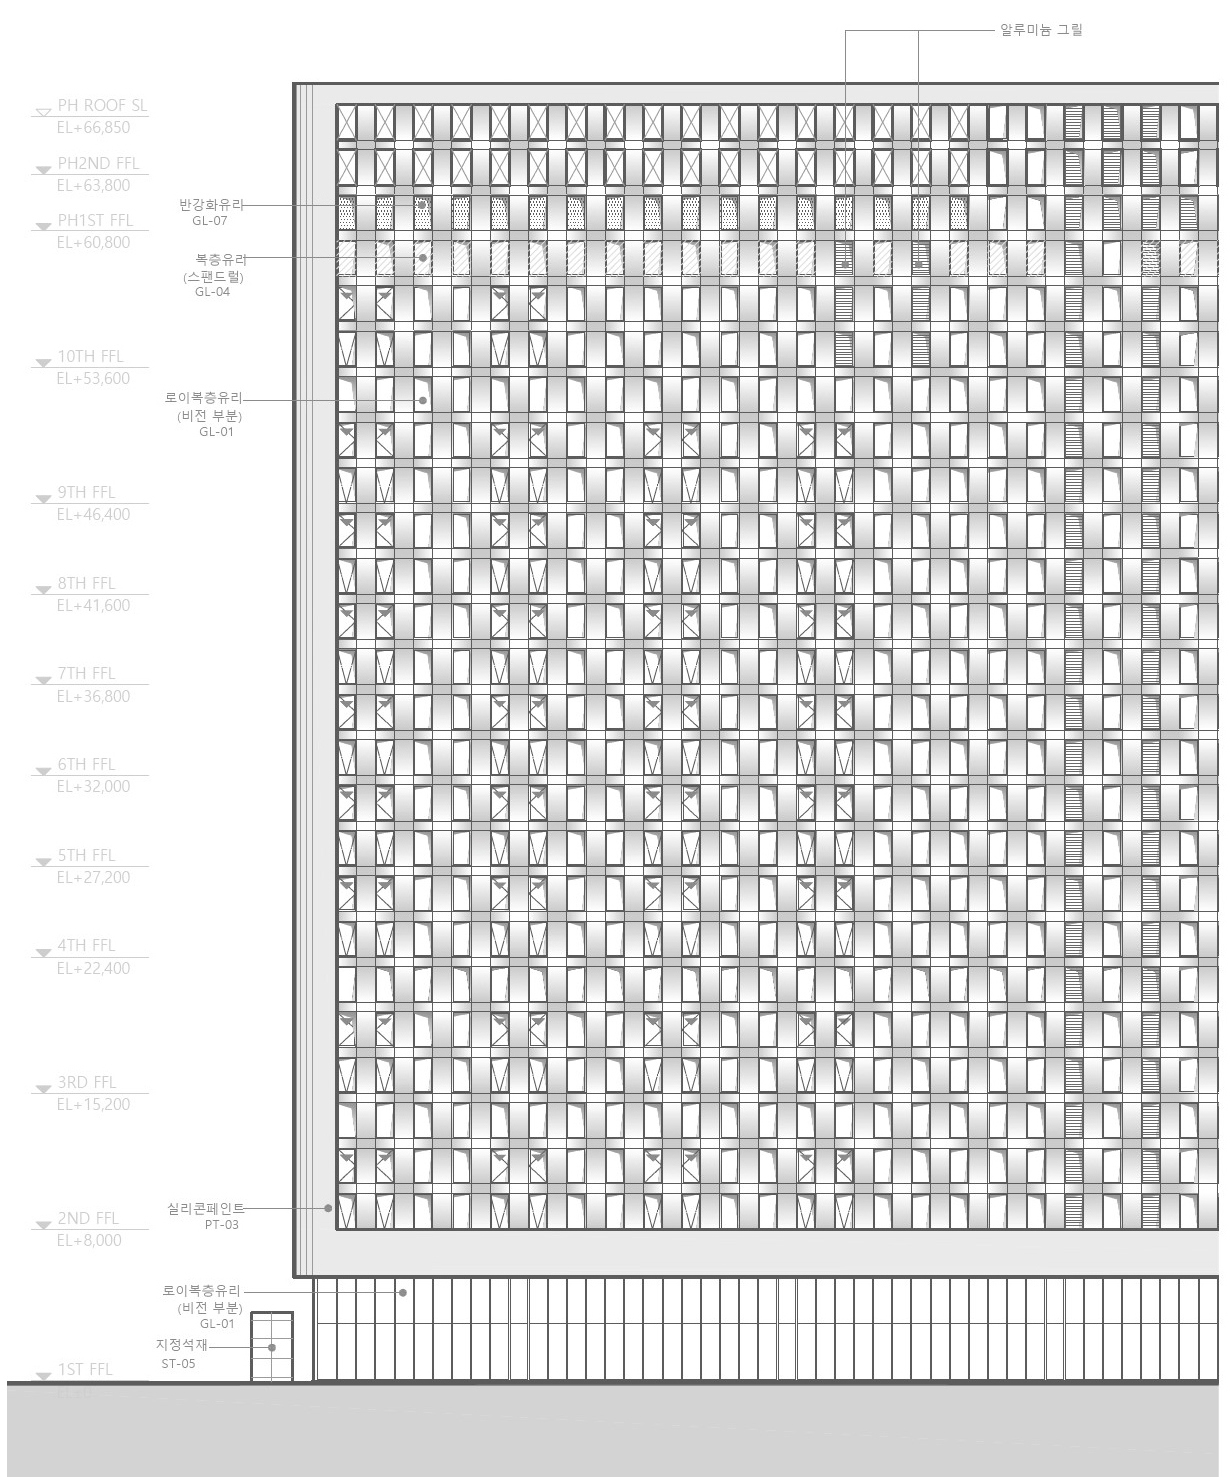 알루미늄 그릴
PH ROOF SL
EL+66,850
PH2ND FFL
EL+63,800
반강화유리
GL-07
PH1ST FFL
EL+60,800
복층유리
(스팬드럴)
GL-04
10TH FFL
EL+53,600
로이복층유리
(비전 부분)
GL-01
9TH FFL
EL+46,400
8TH FFL
EL+41,600
7TH FFL
EL+36,800
6TH FFL
EL+32,000
5TH FFL
EL+27,200
4TH FFL
EL+22,400
3RD FFL
EL+15,200
실리콘페인트
PT-03
2ND FFL
EL+8,000
로이복층유리
(비전 부분)
GL-01
지정석재
ST-05
1ST FFL